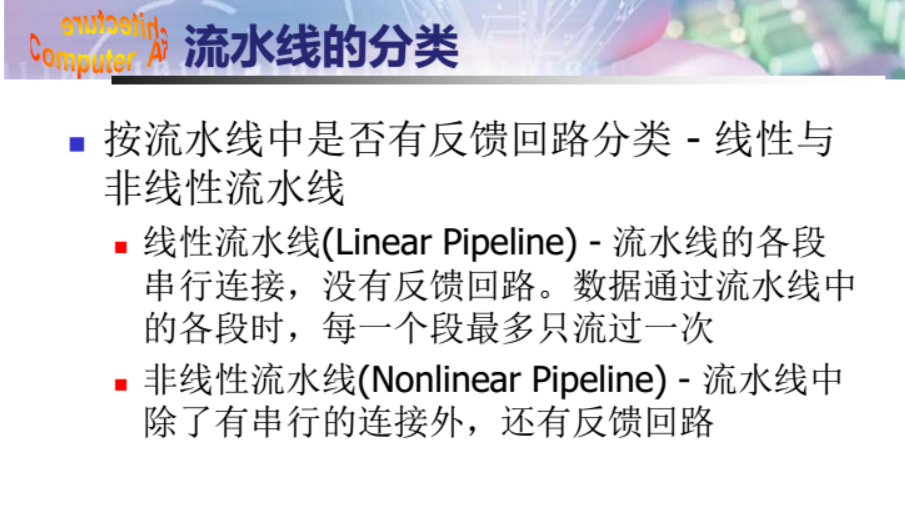 Computer Architecture
流水线的分类
按流水线中是否有反馈回路分类 - 线性与
非线性流水线
线性流水线(Linear Pipeline) - 流水线的各段
串行连接，没有反馈回路。数据通过流水线中
的各段时，每一个段最多只流过一次
非线性流水线(Nonlinear Pipeline) - 流水线中
除了有串行的连接外，还有反馈回路